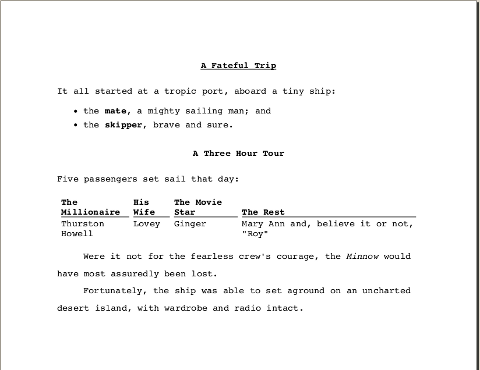 A Fateful Trip
It all started at a tropic port, aboard a tiny ship:
• the mate, a mighty sailing man; and
• the skipper, brave and sure.
A Three Hour Tour
Five passengers set sail that day:
The His The Movie
Millionaire Wife Star The Rest
Thurston Lovey Ginger Mary Ann and, believe it or not,
Howell "Roy"
Were it not for the fearless crew's courage, the Minnow would
have most assuredly been lost.
Fortunately, the ship was able to set aground on an uncharted
desert island, with wardrobe and radio intact.